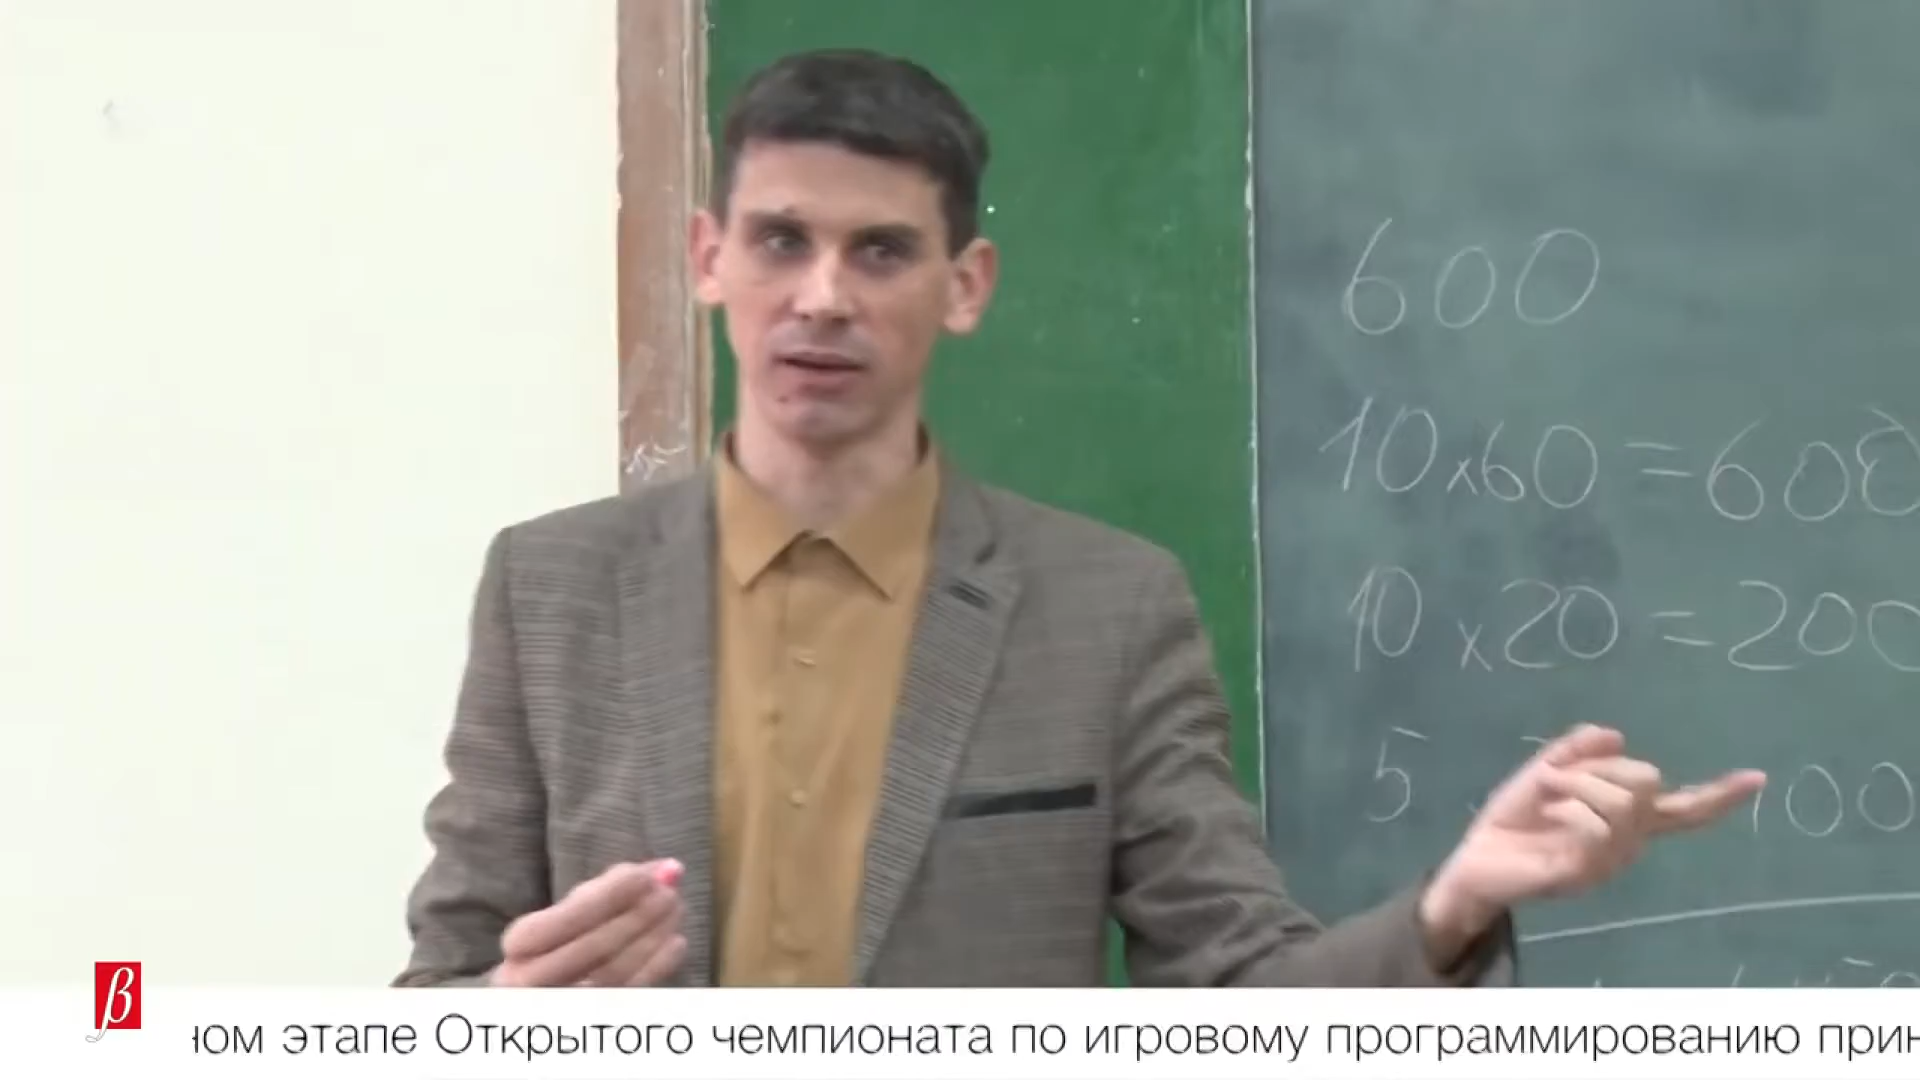 600
10x60=600
10x20=200
5
β
ном этапе Открытого чемпионата по игровому программированию прин